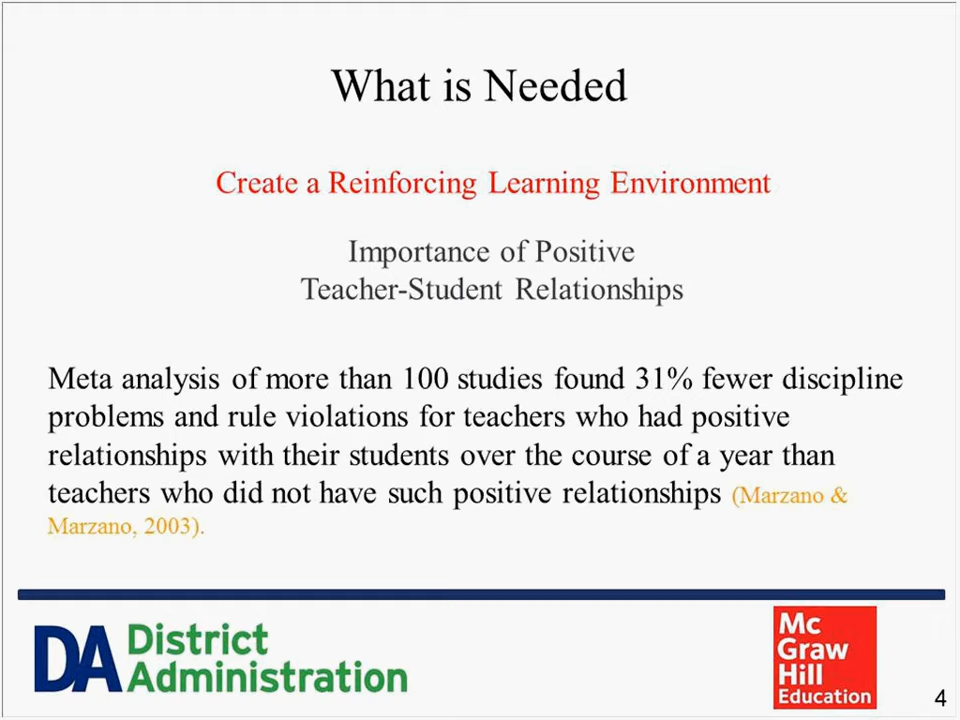 What is Needed
Create a Reinforcing Learning Environment
Importance of Positive
Teacher-Student Relationships
Meta analysis of more than 100 studies found 31% fewer discipline
problems and rule violations for teachers who had positive
relationships with their students over the course of a year than
teachers who did not have such positive relationships (Marzano &
Marzano, 2003).
DA District
Administration
Mc
Graw
Hill
Education
4